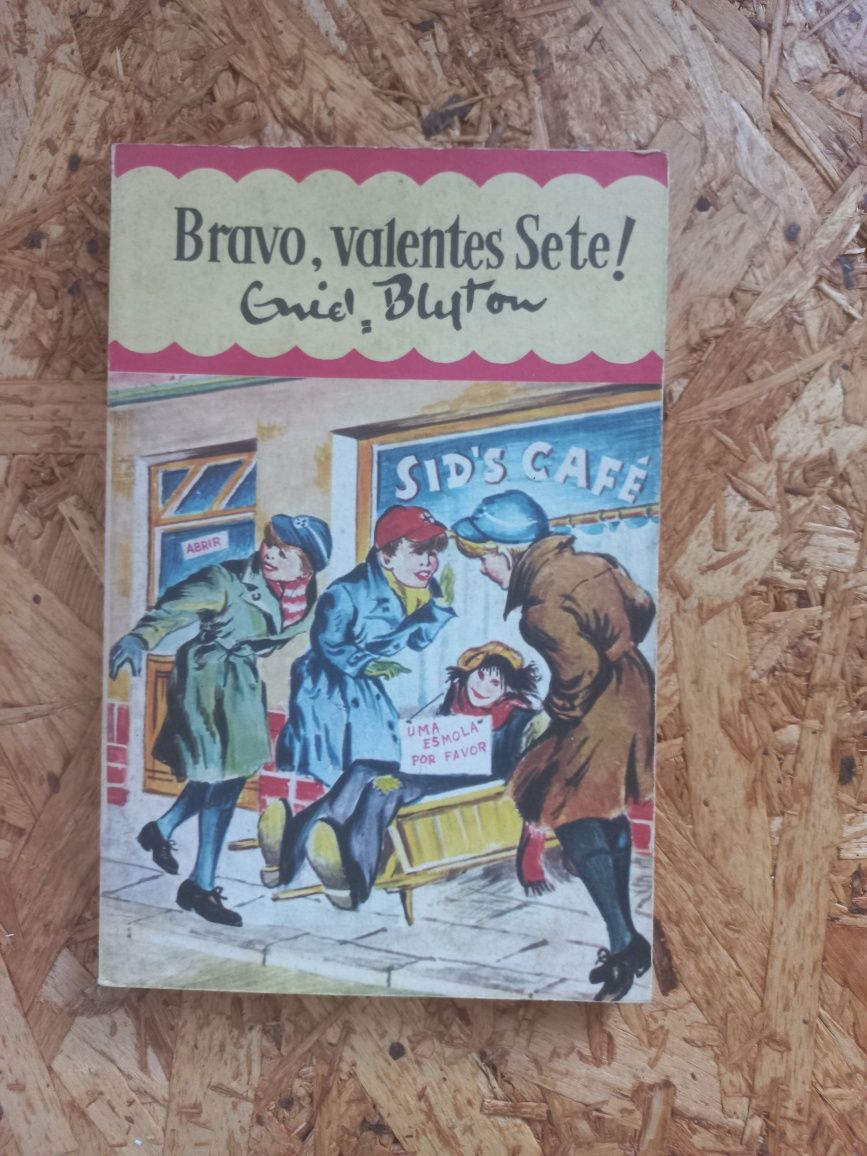 Bravo, valentes Sete!
Enid Blyton
SID'S CAFÉ
ABRIR
UMA
ESMOLA
POR FAVOR